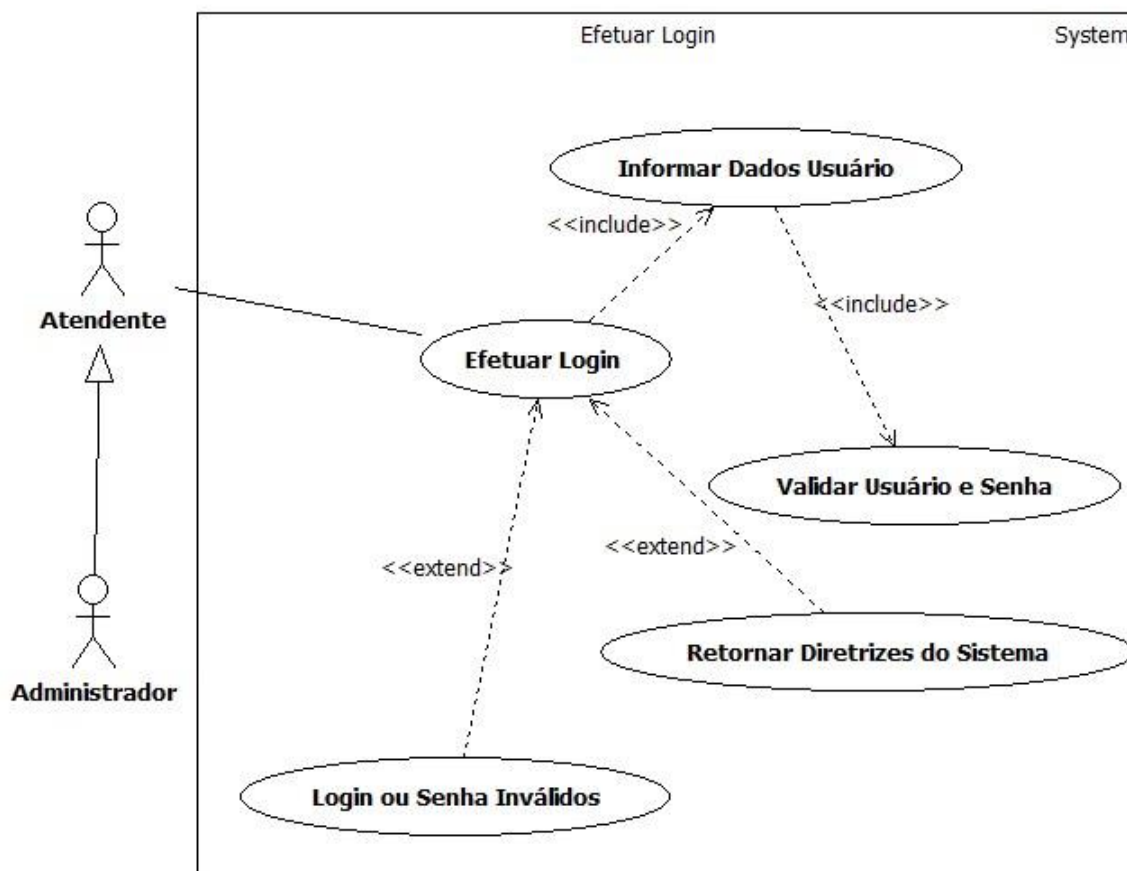 Efetuar Login
System
Informar Dados Usuário
<<include>>
Atendente
<<include>>
Efetuar Login
Validar Usuário e Senha
<<extend>>
<<extend>>
Retornar Diretrizes do Sistema
Administrador
Login ou Senha Inválidos